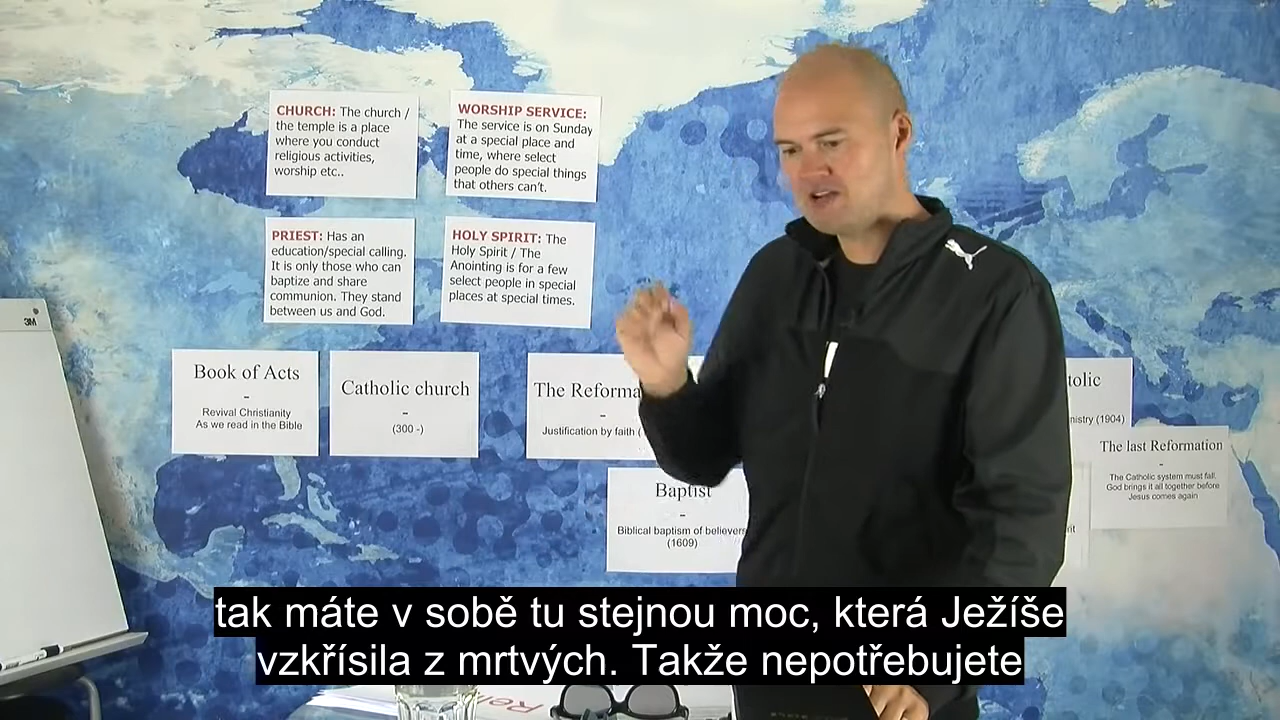 CHURCH: The church /
the temple is a place
where you conduct
religious activities,
worship etc..
WORSHIP SERVICE:
The service is on Sunday
at a special place and
time, where select
people do special things
that others can't.
PRIEST: Has an
education/special calling.
It is only those who can
baptize and share
communion. They stand
between us and God.
HOLY SPIRIT: The
Holy Spirit / The
Anointing is for a few
select people in special
places at special times.
3M
Book of Acts
-
Revival Christianity
As we read in the Bible
Catholic church
-
(300 -)
The Reforma
-
Justification by faith (
Baptist
-
Biblical baptism of believers
(1609)
tolic
nistry (1904)
The last Reformation
-
The Catholic system must fall.
God brings it all together before
Jesus comes again
rit
tak máte v sobě tu stejnou moc, která Ježíše
vzkřísila z mrtvých. Takže nepotřebujete